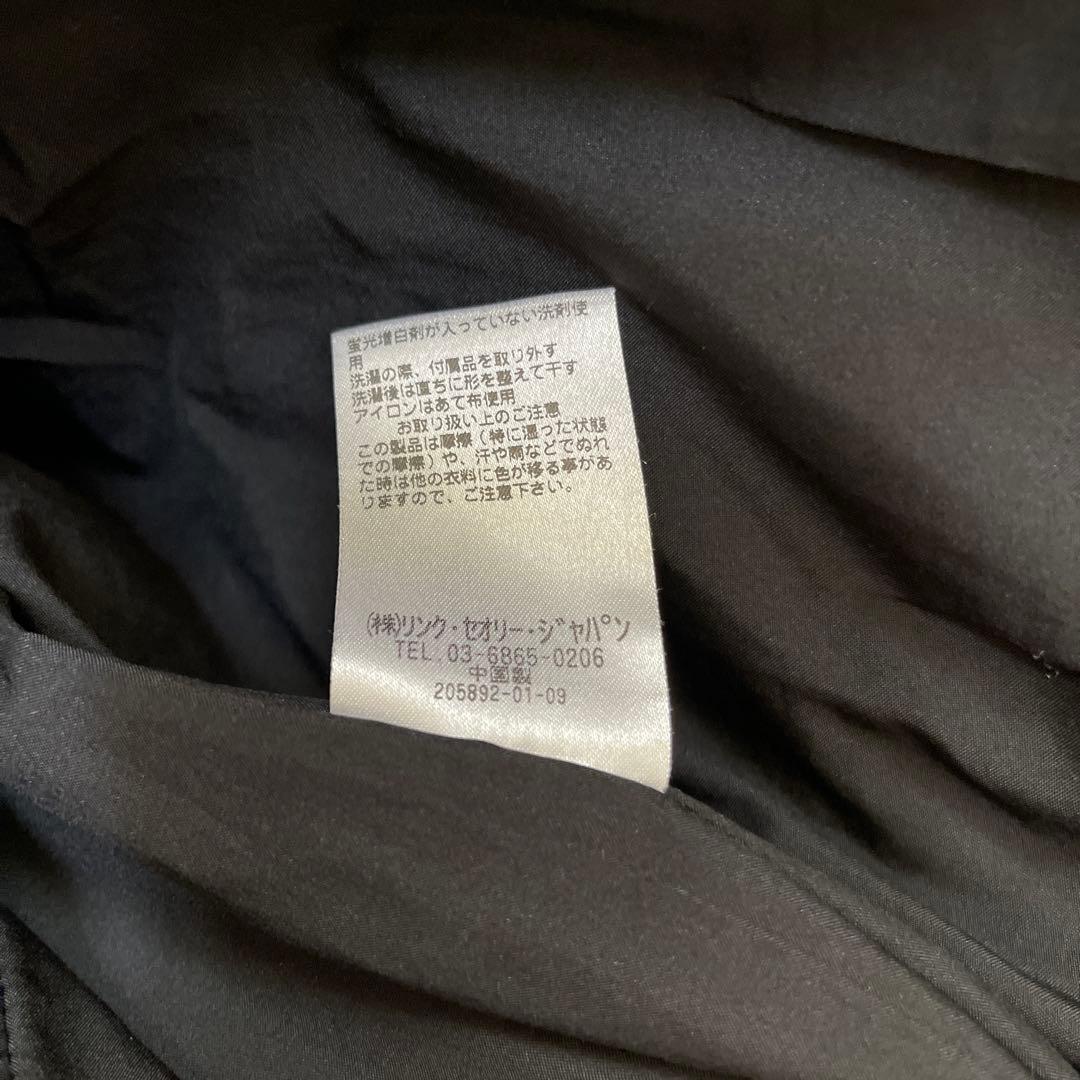 蛍光増白剤が入っていない洗剤使
用
洗濯の際、付属品を取り外す
洗濯後は直ちに形を整えて干す
アイロンはあて布使用
お取り扱い上のご注意
この製品は摩擦(特に湿った状態
での摩擦)や、汗や雨などでぬれ
た時は他の衣料に色が移る事があ
りますので、ご注意下さい。
(株)リンク・セオリー・ジャパン
TEL.03-6865-0206
中国製
205892-01-09